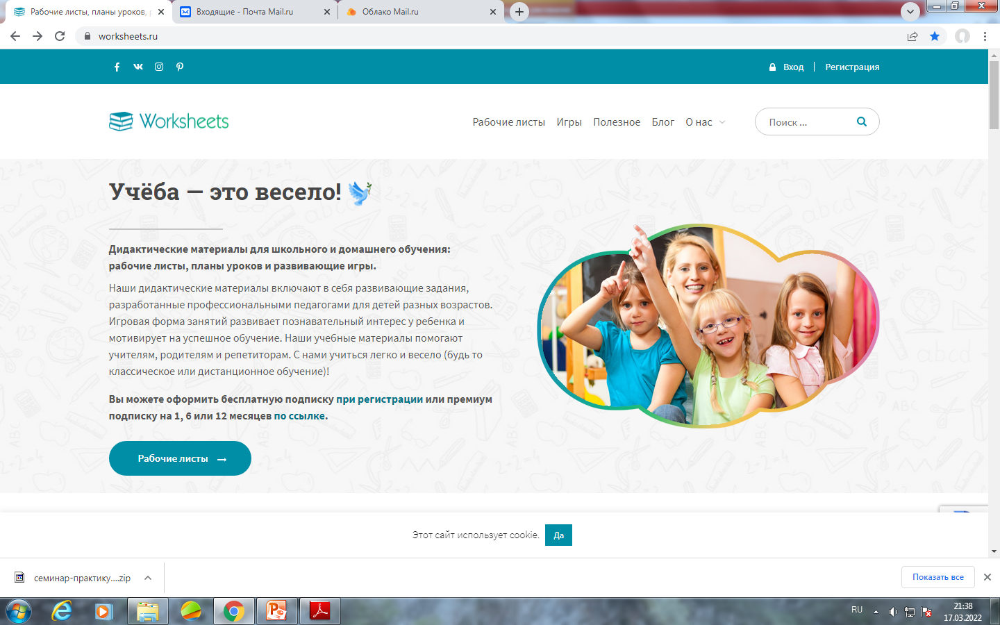 Рабочие листы, планы уроков,
Входящие - Почта Mail.ru
Облако Mail.ru
worksheets.ru
Вход
Регистрация
Worksheets
Рабочие листы
Игры
Полезное
Блог
О нас
Поиск ...
Учёба — это весело!
Дидактические материалы для школьного и домашнего обучения:
рабочие листы, планы уроков и развивающие игры.
Наши дидактические материалы включают в себя развивающие задания,
разработанные профессиональными педагогами для детей разных возрастов.
Игровая форма занятий развивает познавательный интерес у ребенка и
мотивирует на успешное обучение. Наши учебные материалы помогают
учителям, родителям и репетиторам. С нами учиться легко и весело (будь то
классическое или дистанционное обучение)!
Вы можете оформить бесплатную подписку при регистрации или премиум
подписку на 1, 6 или 12 месяцев по ссылке.
Рабочие листы
Этот сайт использует cookie.
Да
семинар-практику....zip
Показать все
RU
21:38
17.03.2022